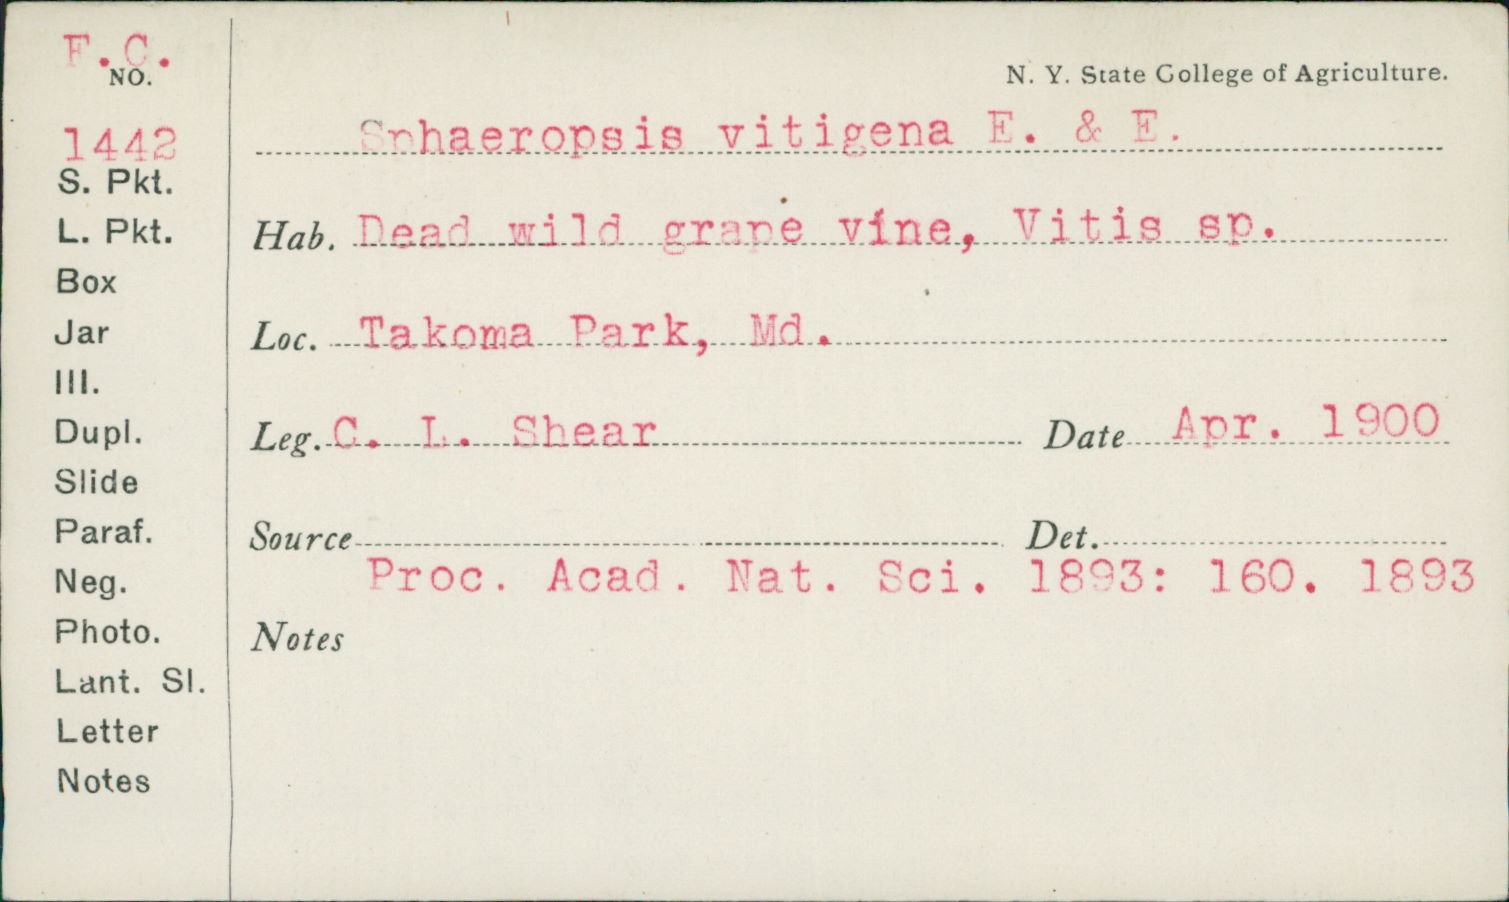 F.C.
NO.
1442
S. Pkt.
L. Pkt.
Box
Jar
Ill.
Dupl.
Slide
Paraf.
Neg.
Photo.
Lant. Sl.
Letter
Notes
N. Y. State College of Agriculture.
Sphaeropsis vitigena E. & E.
Hab. Dead wild grape vine, Vitis sp.
Loc. Takoma Park, Md.
Leg. C. L. Shear Date Apr. 1900
Source Det.
Proc. Acad. Nat. Sci. 1893: 160. 1893
Notes